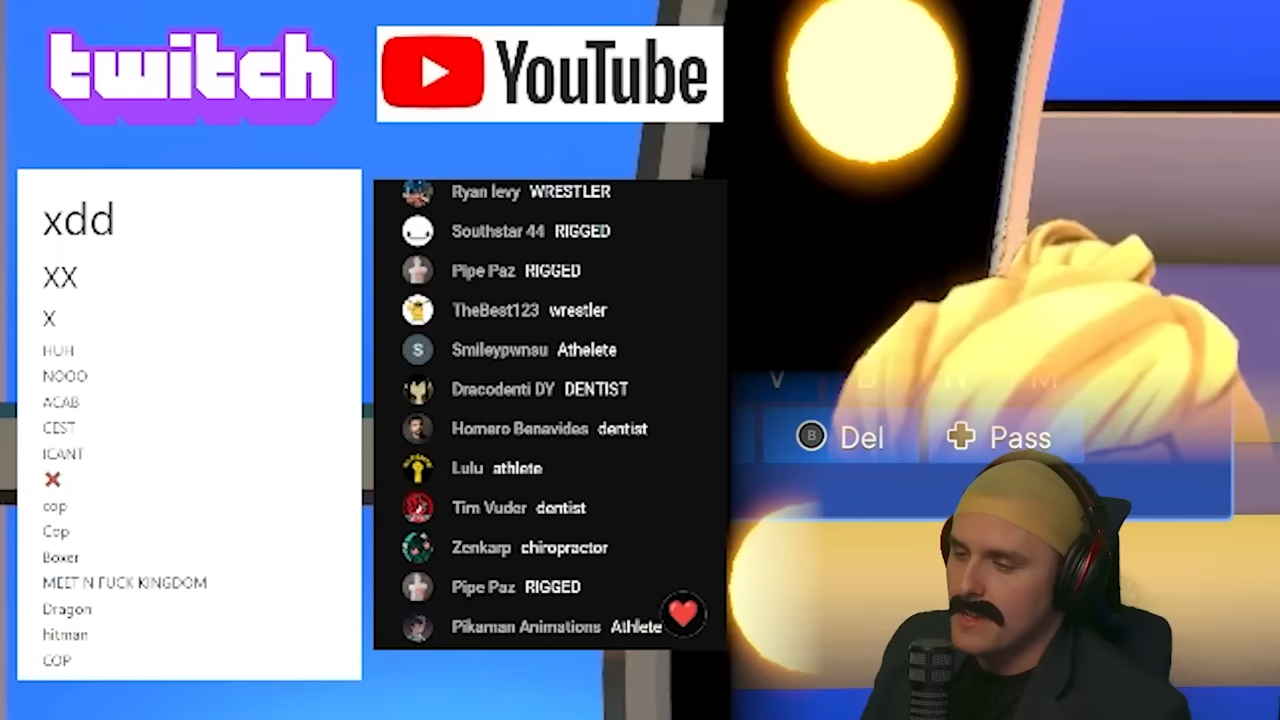 twitch
YouTube
xdd
xx
x
HUH
NOOO
ACAB
CEST
ICANT
cop
Cop
Boxer
MEET N FUCK KINGDOM
Dragon
hitman
COP
Ryan levy WRESTLER
Southstar 44 RIGGED
Pipe Paz RIGGED
TheBest123 wrestler
S Smileypwnsu Athelete
Dracodenti DY DENTIST
Homero Benavides dentist
Lulu athlete
Tim Vuder dentist
Zenkarp chiropractor
Pipe Paz RIGGED
Pikaman Animations Athlete
V B N M
B Del Pass